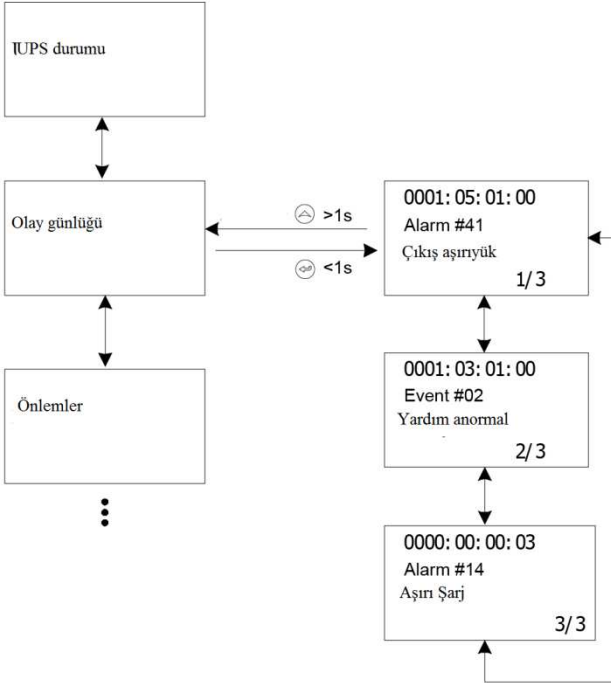 UPS durumu
Olay günlüğü
>1s
<1s
0001:05:01:00
Alarm #41
Çıkış aşırıyük
1/3
0001:03:01:00
Event #02
Yardım anormal
2/3
Önlemler
0000:00:00:03
Alarm #14
Aşırı Şarj
3/3